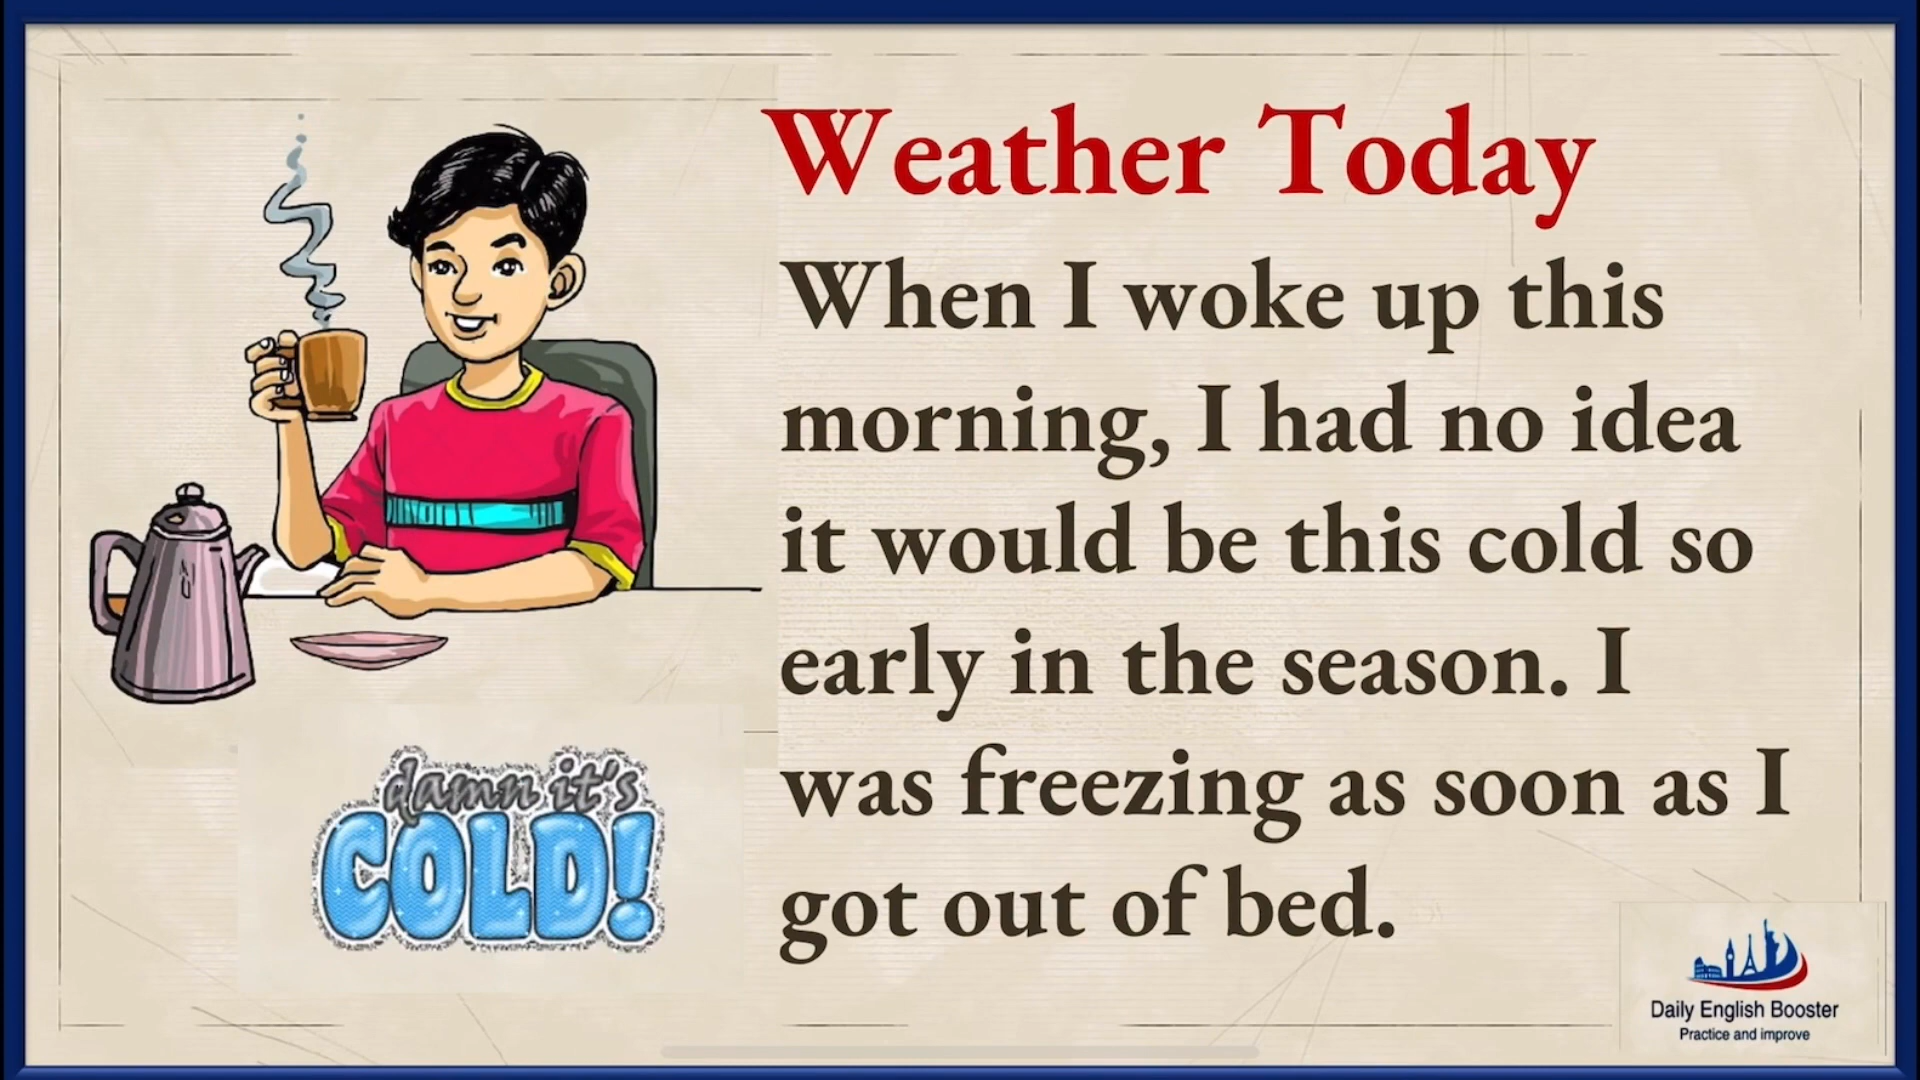 Weather Today
When I woke up this
morning, I had no idea
it would be this cold so
early in the season. I
was freezing as soon as I
got out of bed.
damn it's
COLD!
Daily English Booster
Practice and improve